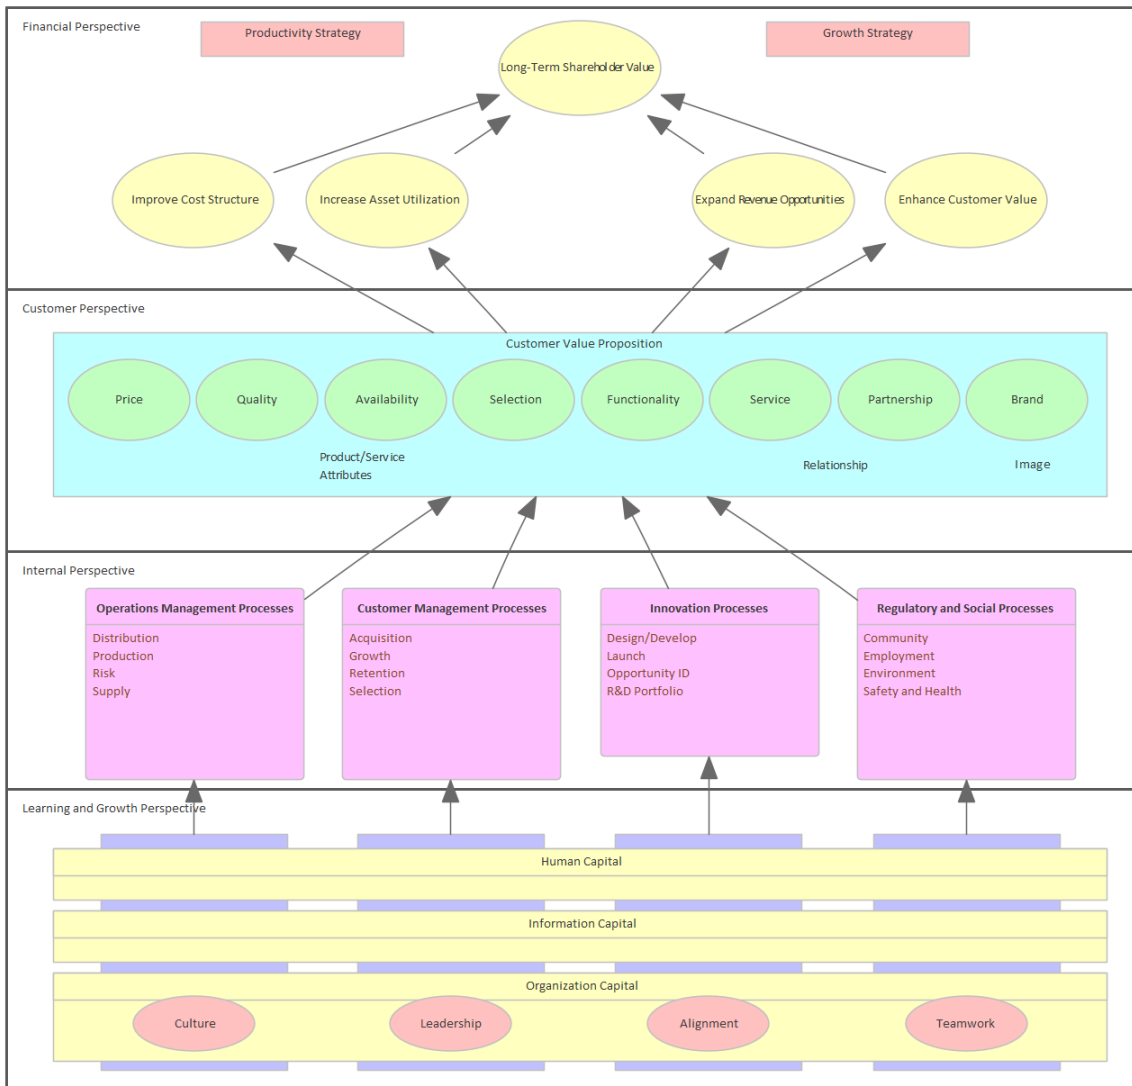 Financial Perspective
Productivity Strategy
Growth Strategy
Long-Term Shareholder Value
Improve Cost Structure
Increase Asset Utilization
Expand Revenue Opportunities
Enhance Customer Value
Customer Perspective
Customer Value Proposition
Price
Quality
Availability
Selection
Functionality
Service
Partnership
Brand
Product/Service
Attributes
Relationship
Image
Internal Perspective
Operations Management Processes
Distribution
Production
Risk
Supply
Customer Management Processes
Acquisition
Growth
Retention
Selection
Innovation Processes
Design/Develop
Launch
Opportunity ID
R&D Portfolio
Regulatory and Social Processes
Community
Employment
Environment
Safety and Health
Learning and Growth Perspective
Human Capital
Information Capital
Organization Capital
Culture
Leadership
Alignment
Teamwork